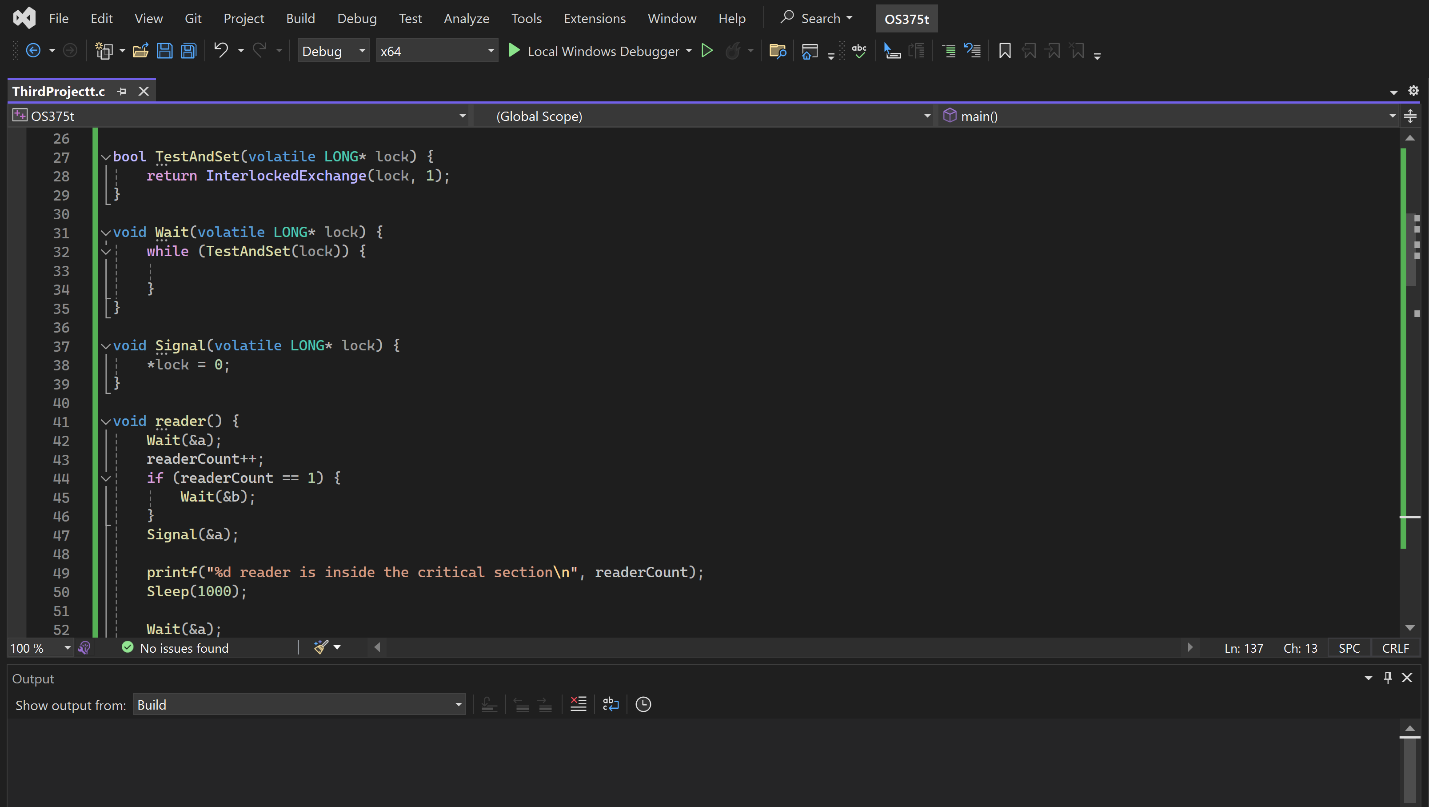 File Edit View Git Project Build Debug Test Analyze Tools Extensions Window Help Search OS375t
Debug x64 Local Windows Debugger abc
ThirdProjectt.c
OS375t (Global Scope) main()
26
27 bool TestAndSet(volatile LONG* lock) {
28 return InterlockedExchange(lock, 1);
29 }
30
31 void Wait(volatile LONG* lock) {
32 while (TestAndSet(lock)) {
33
34 }
35 }
36
37 void Signal(volatile LONG* lock) {
38 *lock = 0;
39 }
40
41 void reader() {
42 Wait(&a);
43 readerCount++;
44 if (readerCount == 1) {
45 Wait(&b);
46 }
47 Signal(&a);
48
49 printf("%d reader is inside the critical section\n", readerCount);
50 Sleep(1000);
51
52 Wait(&a);
100 % No issues found Ln: 137 Ch: 13 SPC CRLF
Output
Show output from: Build